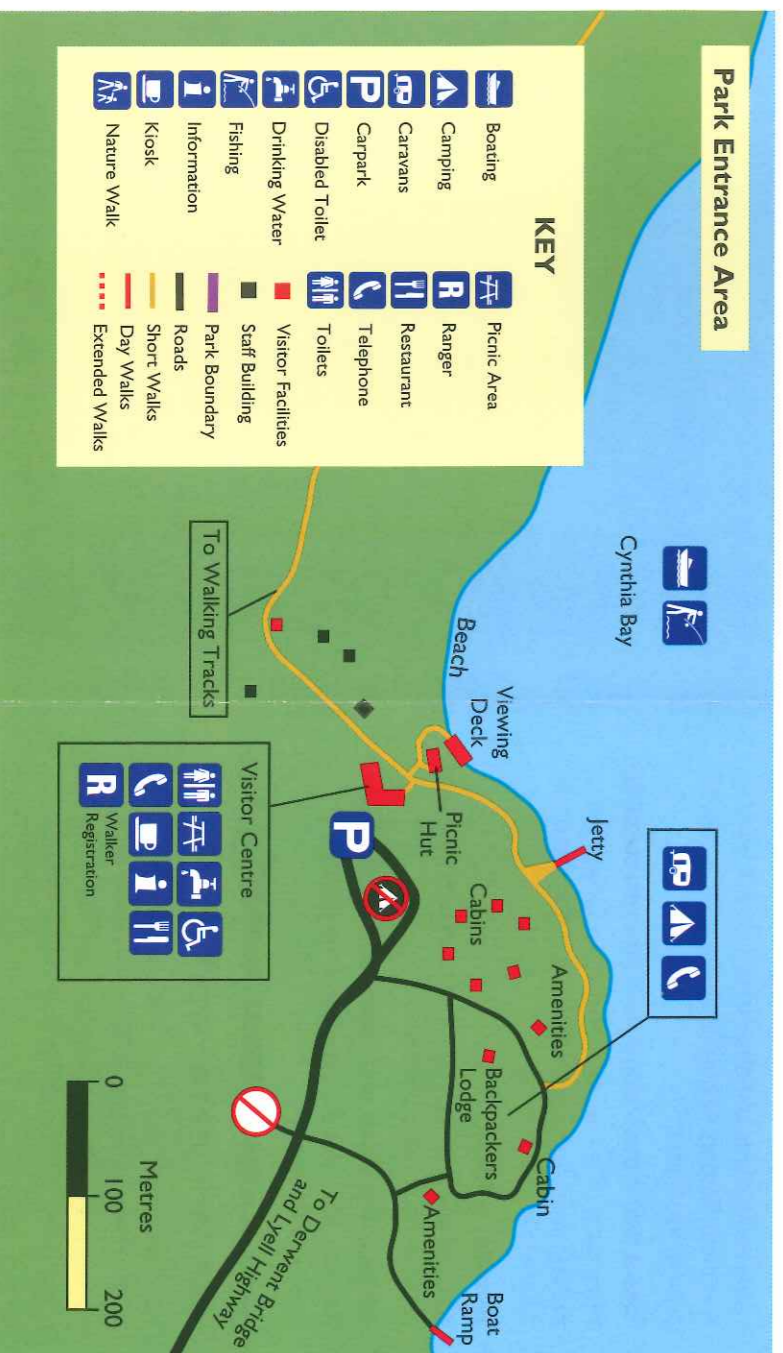 Park Entrance Area
KEY
Boating
Camping
Caravans
P Carpark
Disabled Toilet
Drinking Water
Fishing
i Information
Kiosk
Nature Walk
Picnic Area
R Ranger
Restaurant
Telephone
Toilets
Visitor Facilities
Staff Building
Park Boundary
Roads
Short Walks
Day Walks
Extended Walks
Cynthia Bay
Beach
Viewing
Deck
Jetty
Picnic
Hut
To Walking Tracks
Cabins
Amenities
Backpackers
Lodge
Cabin
Amenities
Boat
Ramp
P
Visitor Centre
i
R
Walker
Registration
To Derwent Bridge
and Lyell Highway
Metres
0
100
200